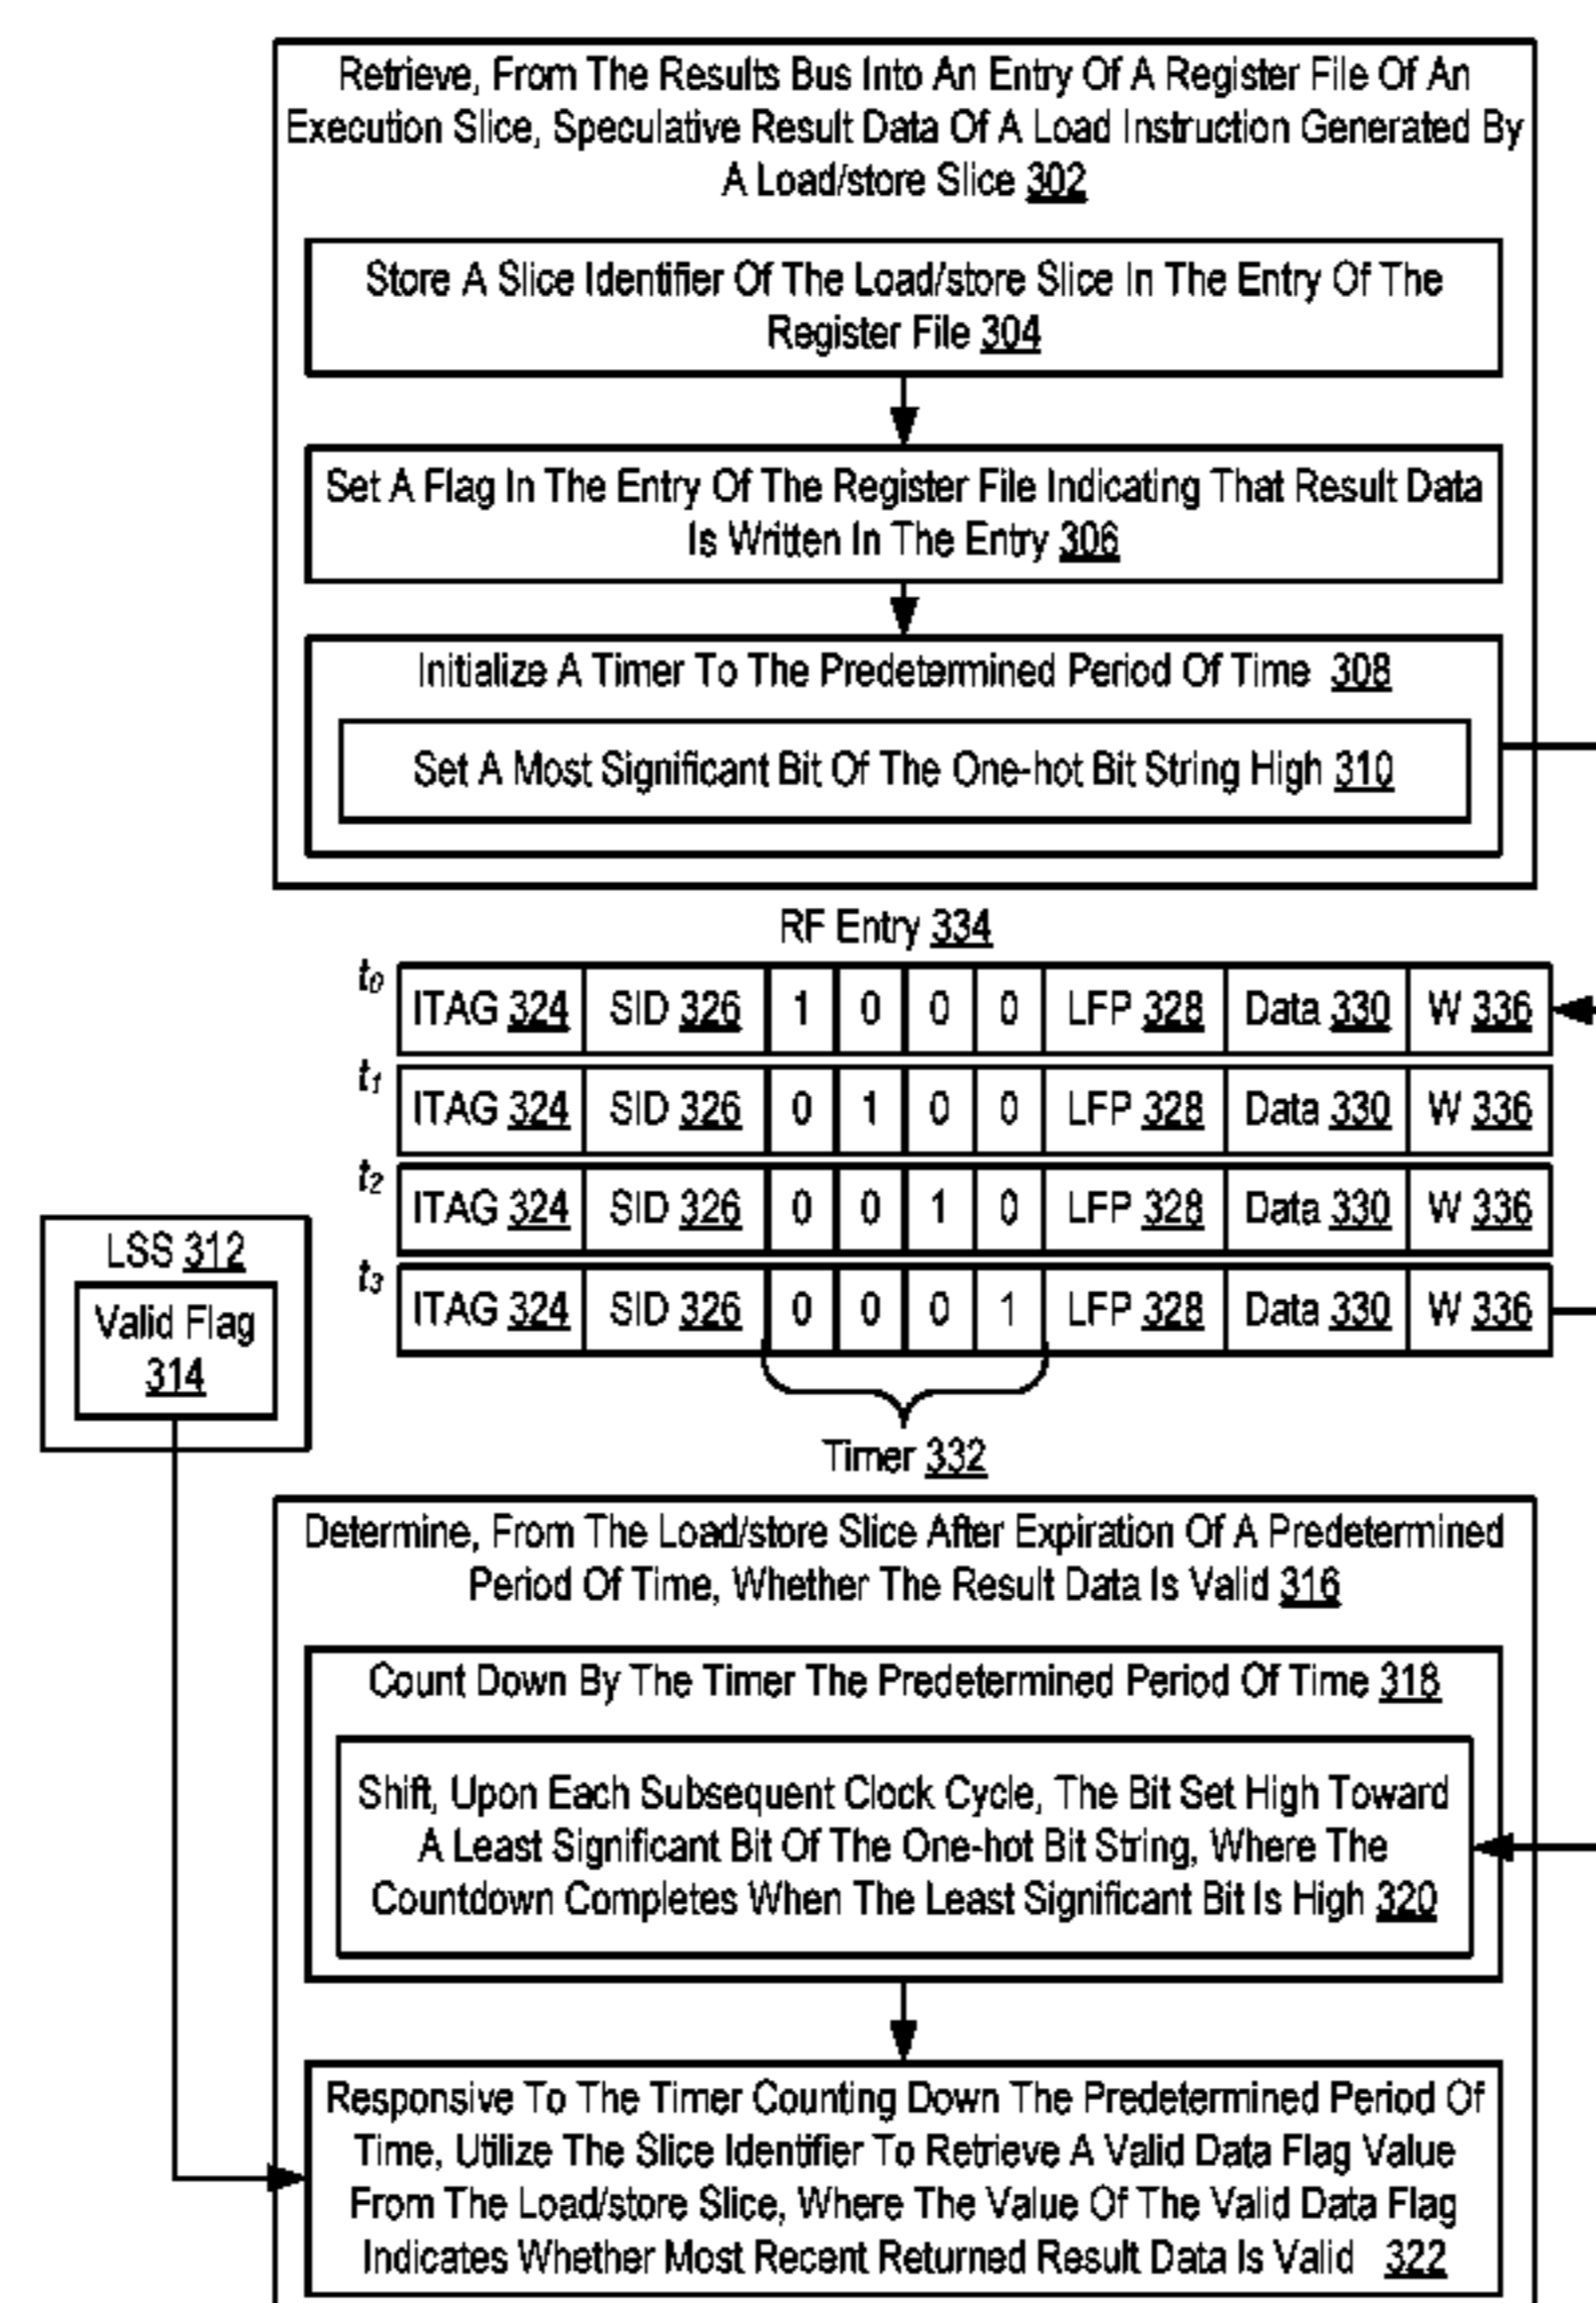 Retrieve, From The Results Bus Into An Entry Of A Register File Of An
Execution Slice, Speculative Result Data Of A Load Instruction Generated By
A Load/store Slice 302
Store A Slice Identifier Of The Load/store Slice In The Entry Of The
Register File 304
Set A Flag In The Entry Of The Register File Indicating That Result Data
Is Written In The Entry 306
Initialize A Timer To The Predetermined Period Of Time 308
Set A Most Significant Bit Of The One-hot Bit String High 310
RF Entry 334
t0 ITAG 324 SID 326 1 0 0 0 LFP 328 Data 330 W 336
t1 ITAG 324 SID 326 0 1 0 0 LFP 328 Data 330 W 336
t2 ITAG 324 SID 326 0 0 1 0 LFP 328 Data 330 W 336
t3 ITAG 324 SID 326 0 0 0 1 LFP 328 Data 330 W 336
LSS 312
Valid Flag
314
Timer 332
Determine, From The Load/store Slice After Expiration Of A Predetermined
Period Of Time, Whether The Result Data Is Valid 316
Count Down By The Timer The Predetermined Period Of Time 318
Shift, Upon Each Subsequent Clock Cycle, The Bit Set High Toward
A Least Significant Bit Of The One-hot Bit String, Where The
Countdown Completes When The Least Significant Bit Is High 320
Responsive To The Timer Counting Down The Predetermined Period Of
Time, Utilize The Slice Identifier To Retrieve A Valid Data Flag Value
From The Load/store Slice, Where The Value Of The Valid Data Flag
Indicates Whether Most Recent Returned Result Data Is Valid 322